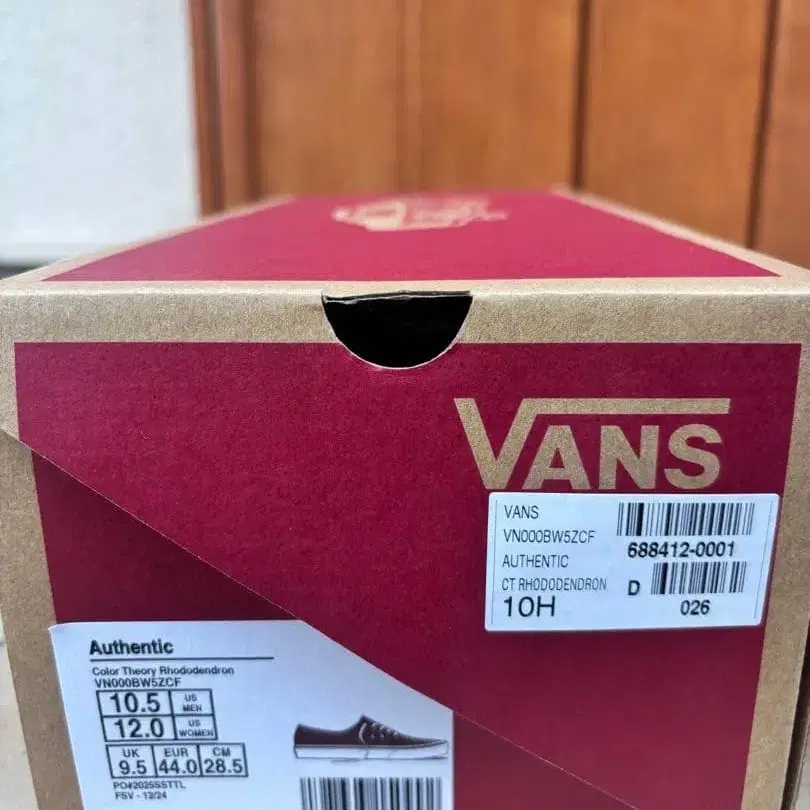 VANS
VANS
VN000BW5ZCF
AUTHENTIC
CT RHODODENDRON
10H
688412-0001
D
026
Authentic
Color Theory Rhododendron
VN000BW5ZCF
10.5 US MEN
12.0 US WOMEN
UK EUR CM
9.5 44.0 28.5
PO#2025SSTTL
FSV - 12/24